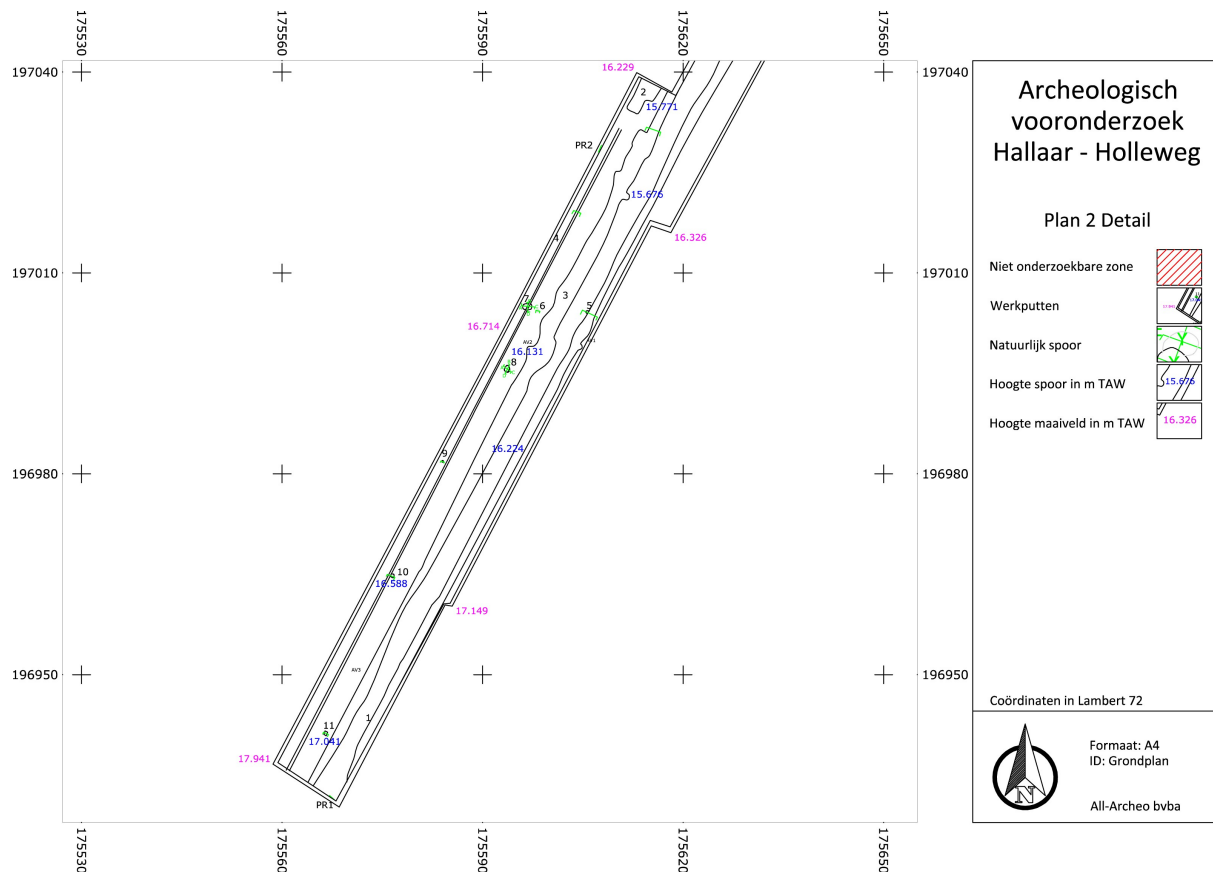 175530
175560
175590
175620
175650
197040
197040
16.229
2
15.771
PR2
15.676
4
16.326
197010
197010
7
6
3
5
16.714
AV2
AV1
16.131
8
16.224
9
196980
196980
10
16.588
17.149
AV3
196950
196950
1
11
17.041
17.941
PR1
175530
175560
175590
175620
175650
Archeologisch
vooronderzoek
Hallaar - Holleweg
Plan 2 Detail
Niet onderzoekbare zone
Werkputten
Natuurlijk spoor
Hoogte spoor in m TAW
15.676
Hoogte maaiveld in m TAW
16.326
Coördinaten in Lambert 72
N
Formaat: A4
ID: Grondplan
All-Archeo bvba